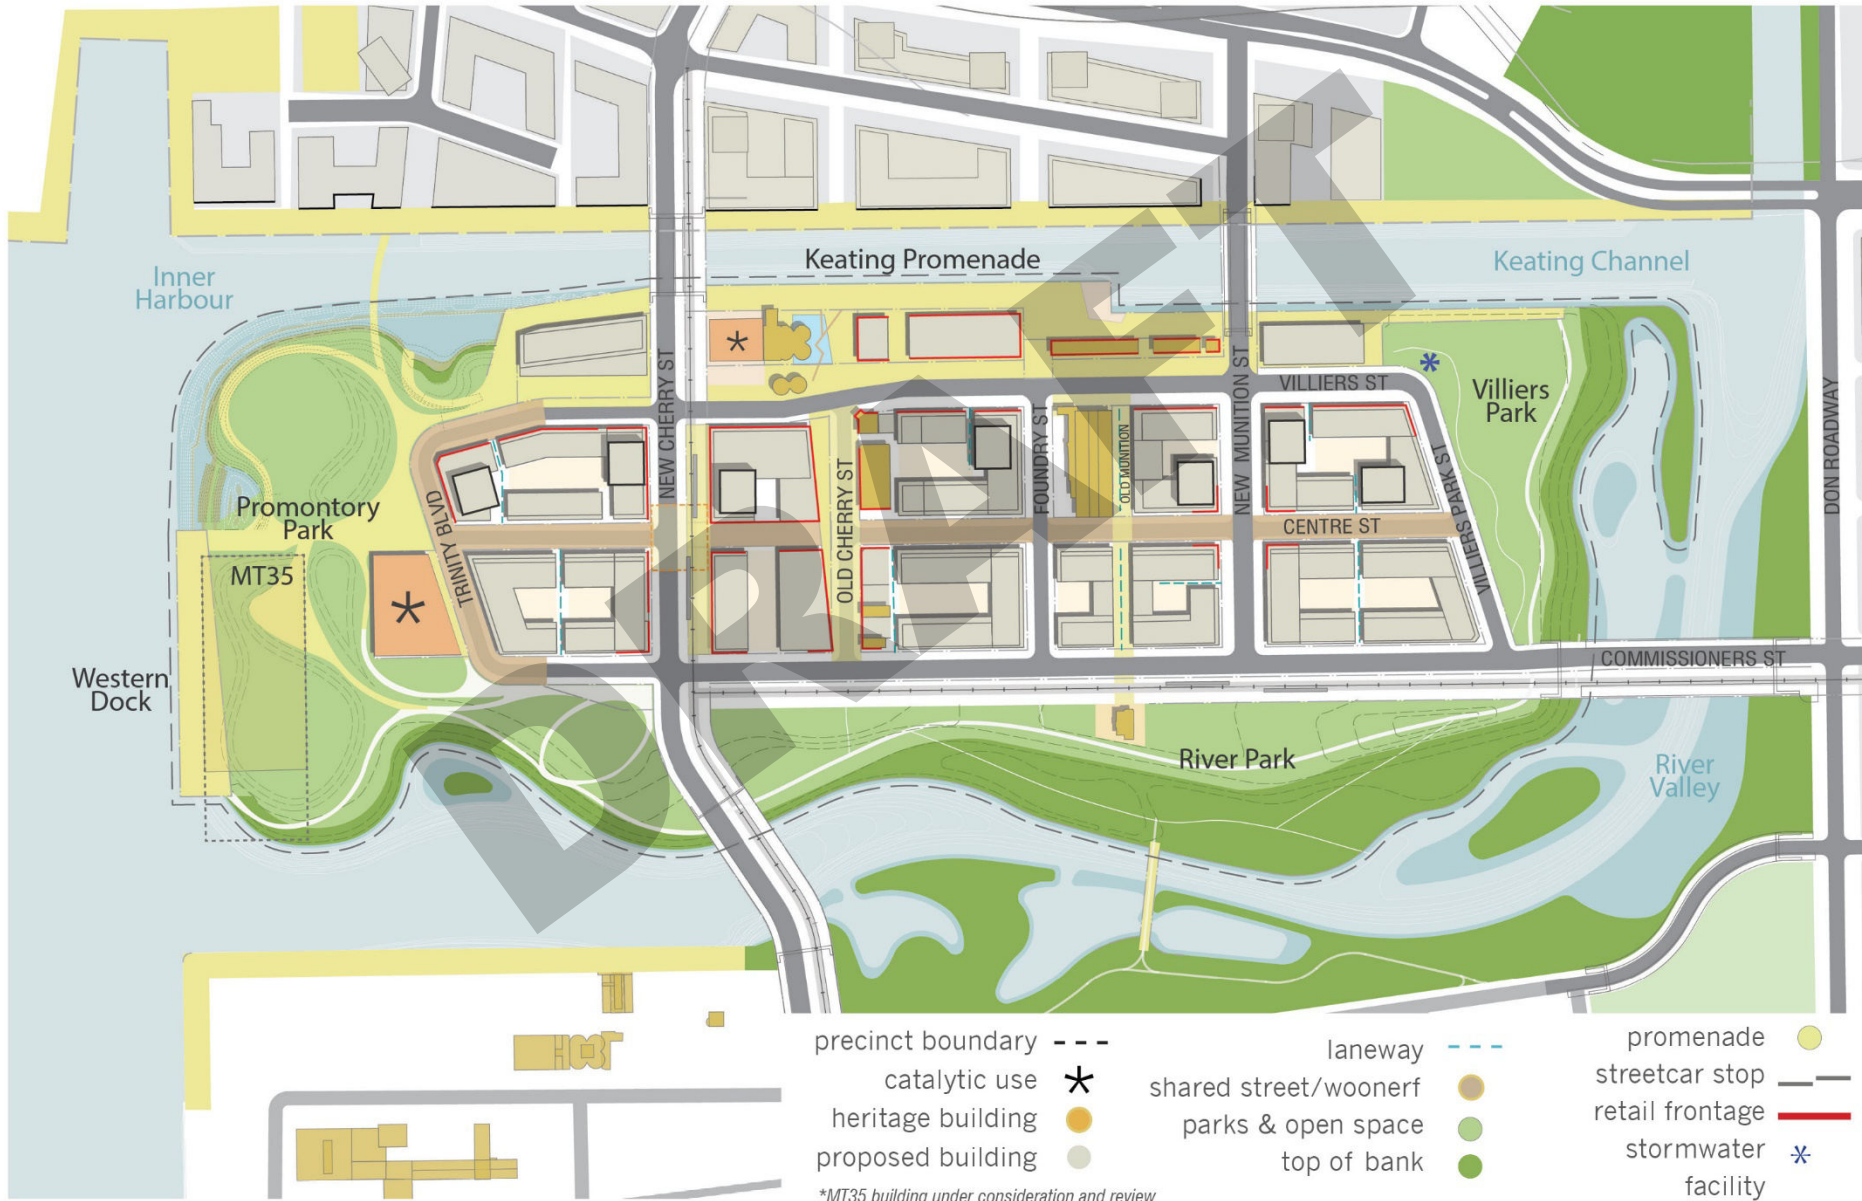 Keating Promenade
Keating Channel
Inner
Harbour
NEW CHERRY ST
NEW MUNITION ST
VILLIERS ST
Villiers
Park
DON ROADWAY
FOUNDRY ST
OLD MUNITION
OLD CHERRY ST
TRINITY BLVD
VILLIERS PARK ST
Promontory
Park
CENTRE ST
MT35
Western
Dock
COMMISSIONERS ST
River Park
River
Valley
DRAFT
precinct boundary
catalytic use
heritage building
proposed building
*MT35 building under consideration and review
laneway
shared street/woonerf
parks & open space
top of bank
promenade
streetcar stop
retail frontage
stormwater
facility